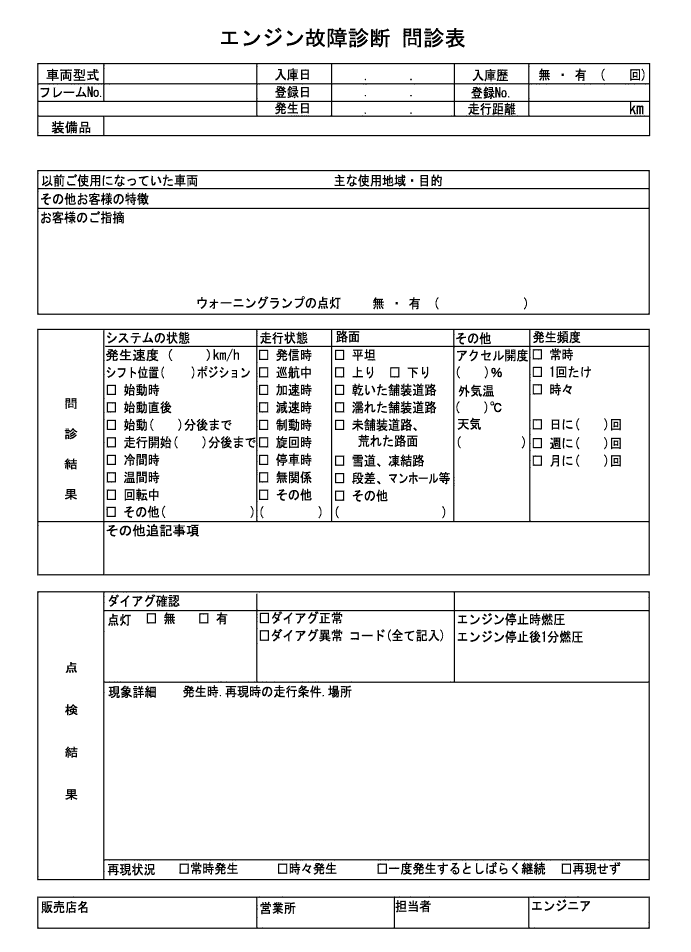 エンジン故障診断 問診表
車両型式 入庫日 . . 入庫歴 無 ・ 有 ( 回)
フレームNo. 登録日 . . 登録No.
発生日 . . 走行距離 km
装備品
以前ご使用になっていた車両 主な使用地域・目的
その他お客様の特徴
お客様のご指摘
ウォーニングランプの点灯 無 ・ 有 ( )
問診結果
システムの状態 走行状態 路面 その他 発生頻度
発生速度 ( )km/h □ 発信時 □ 平坦 アクセル開度 □ 常時
シフト位置( )ポジション □ 巡航中 □ 上り □ 下り ( )% □ 1回だけ
□ 始動時 □ 加速時 □ 乾いた舗装道路 外気温 □ 時々
□ 始動直後 □ 減速時 □ 濡れた舗装道路 ( )℃
□ 始動( )分後まで □ 制動時 □ 未舗装道路、 天気 □ 日に( )回
□ 走行開始( )分後まで □ 旋回時 荒れた路面 ( ) □ 週に( )回
□ 冷間時 □ 停車時 □ 雪道、凍結路 □ 月に( )回
□ 温間時 □ 無関係 □ 段差、マンホール等
□ 回転中 □ その他 □ その他
□ その他( ) ( ) ( )
その他追記事項
点検結果
ダイアグ確認
点灯 □ 無 □ 有 □ダイアグ正常 エンジン停止時燃圧
□ダイアグ異常 コード(全て記入) エンジン停止後1分燃圧
現象詳細 発生時.再現時の走行条件.場所
再現状況 □常時発生 □時々発生 □一度発生するとしばらく継続 □再現せず
販売店名 営業所 担当者 エンジニア